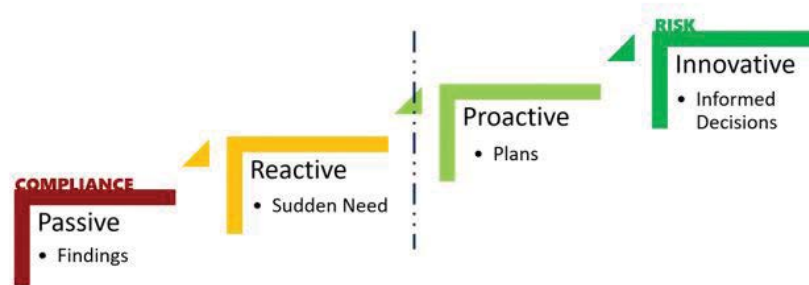 COMPLIANCE
Passive
• Findings
Reactive
• Sudden Need
Proactive
• Plans
RISK
Innovative
• Informed
Decisions